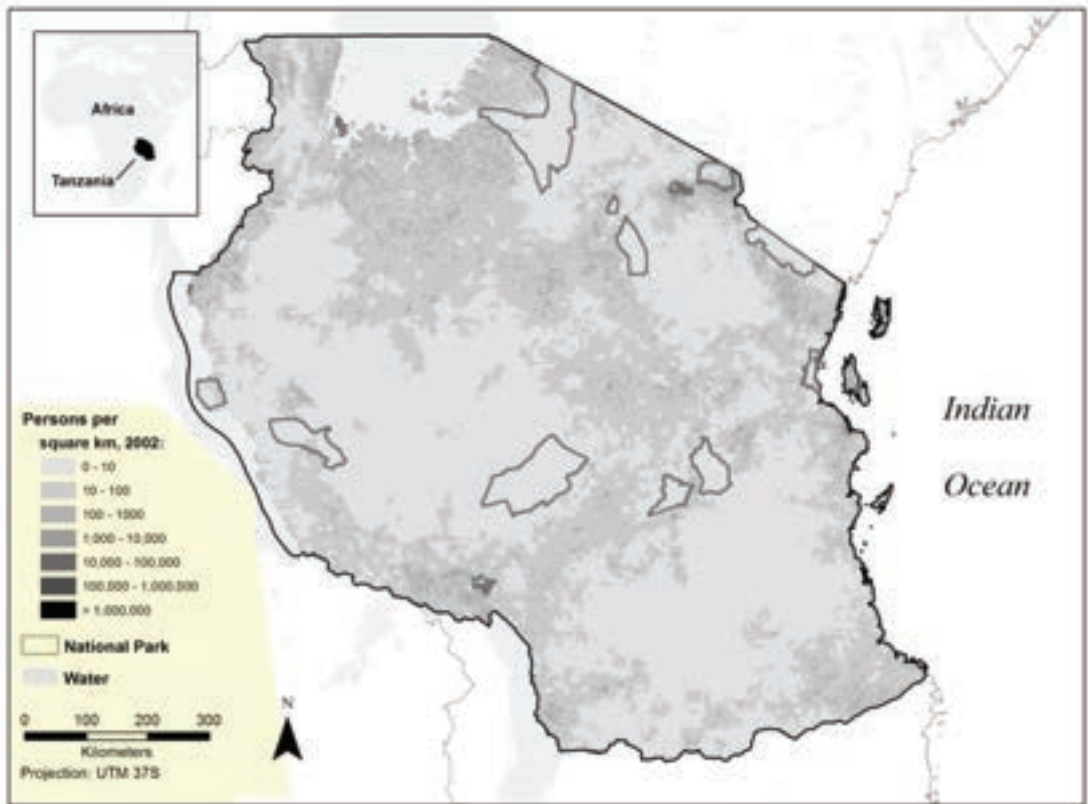 Africa
Tanzania
Indian
Ocean
Persons per
square km, 2002:
0 - 10
10 - 100
100 - 1000
1,000 - 10,000
10,000 - 100,000
100,000 - 1,000,000
> 1,000,000
National Park
Water
N
0 100 200 300
Kilometers
Projection: UTM 37S